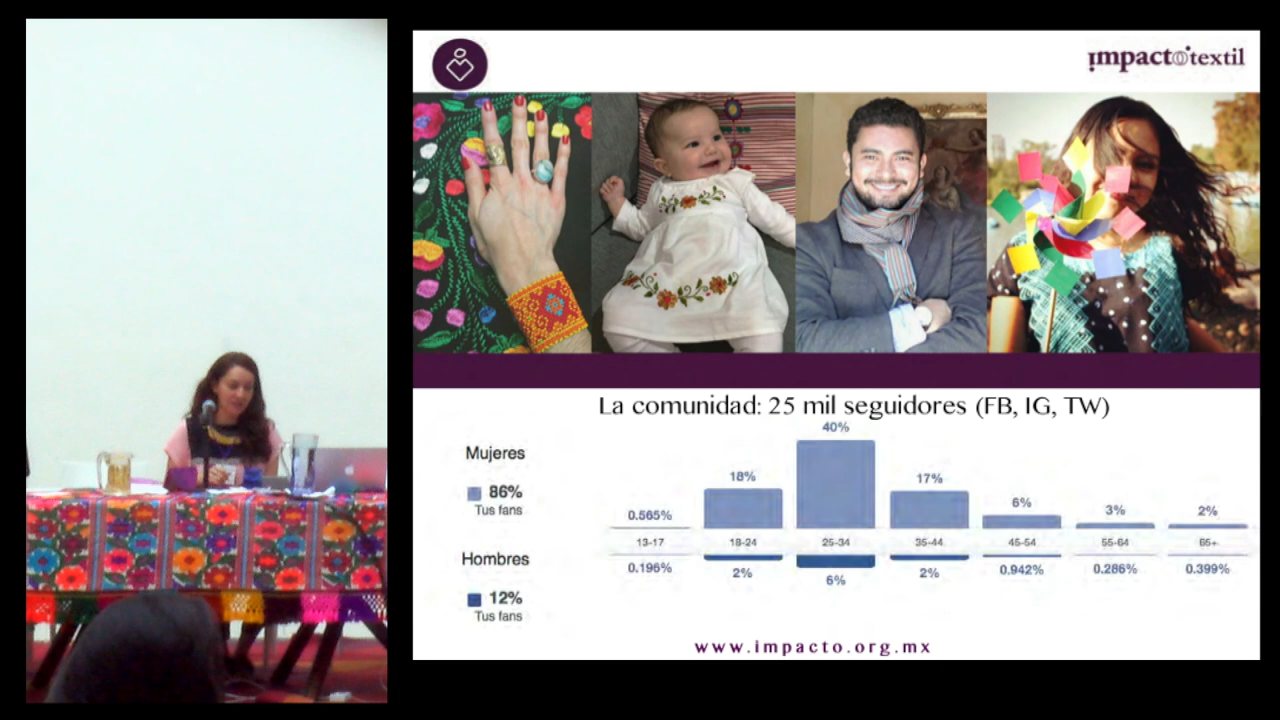 impacto textil
La comunidad: 25 mil seguidores (FB, IG, TW)
Mujeres
86%
Tus fans
Hombres
12%
Tus fans
0.565% 18% 40% 17% 6% 3% 2%
13-17 18-24 25-34 35-44 45-54 55-64 65+
0.196% 2% 6% 2% 0.942% 0.286% 0.399%
www.impacto.org.mx